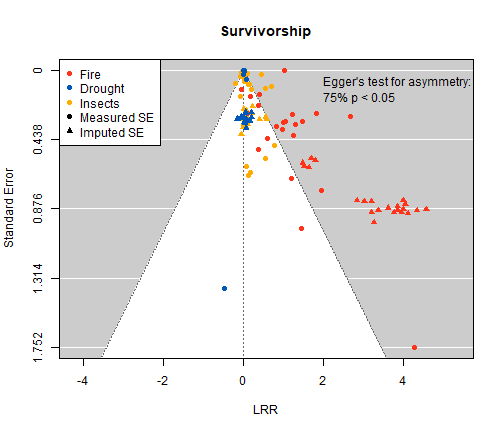 Survivorship
Fire
Drought
Insects
Measured SE
Imputed SE
Egger's test for asymmetry:
75% p < 0.05
Standard Error
0
0.438
0.876
1.314
1.752
-4
-2
0
2
4
LRR